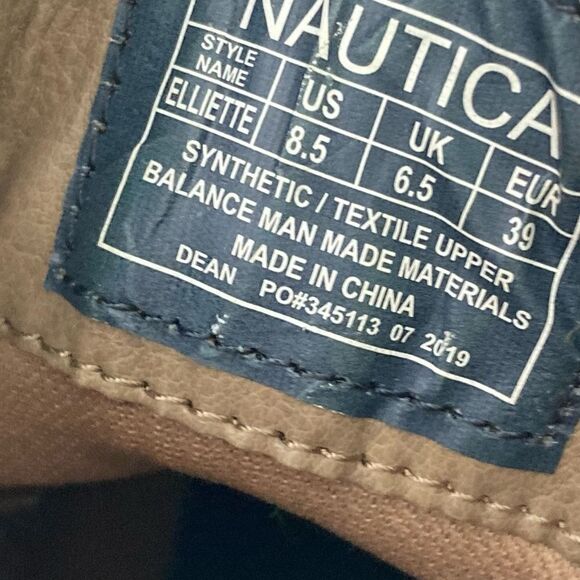 NAUTICA
STYLE NAME US UK EUR
ELLIETTE 8.5 6.5 39
SYNTHETIC / TEXTILE UPPER
BALANCE MAN MADE MATERIALS
MADE IN CHINA
DEAN PO#345113 07 2019